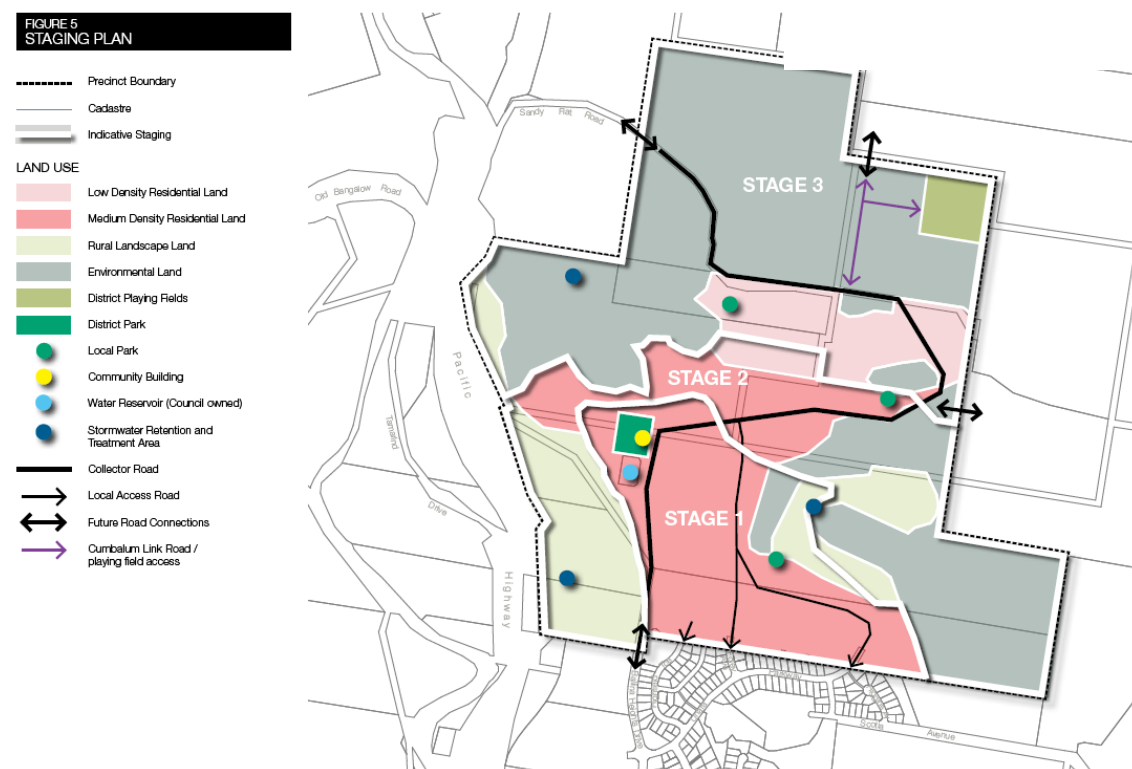 FIGURE 5
STAGING PLAN
Precinct Boundary
Cadastre
Indicative Staging
LAND USE
Low Density Residential Land
Medium Density Residential Land
Rural Landscape Land
Environmental Land
District Playing Fields
District Park
Local Park
Community Building
Water Reservoir (Council owned)
Stormwater Retention and
Treatment Area
Collector Road
Local Access Road
Future Road Connections
Cumbalum Link Road /
playing field access
Sandy Flat Road
Old Bangalow Road
STAGE 3
Pacific
STAGE 2
Tamarind
Drive
STAGE 1
Highway
Scotia Avenue